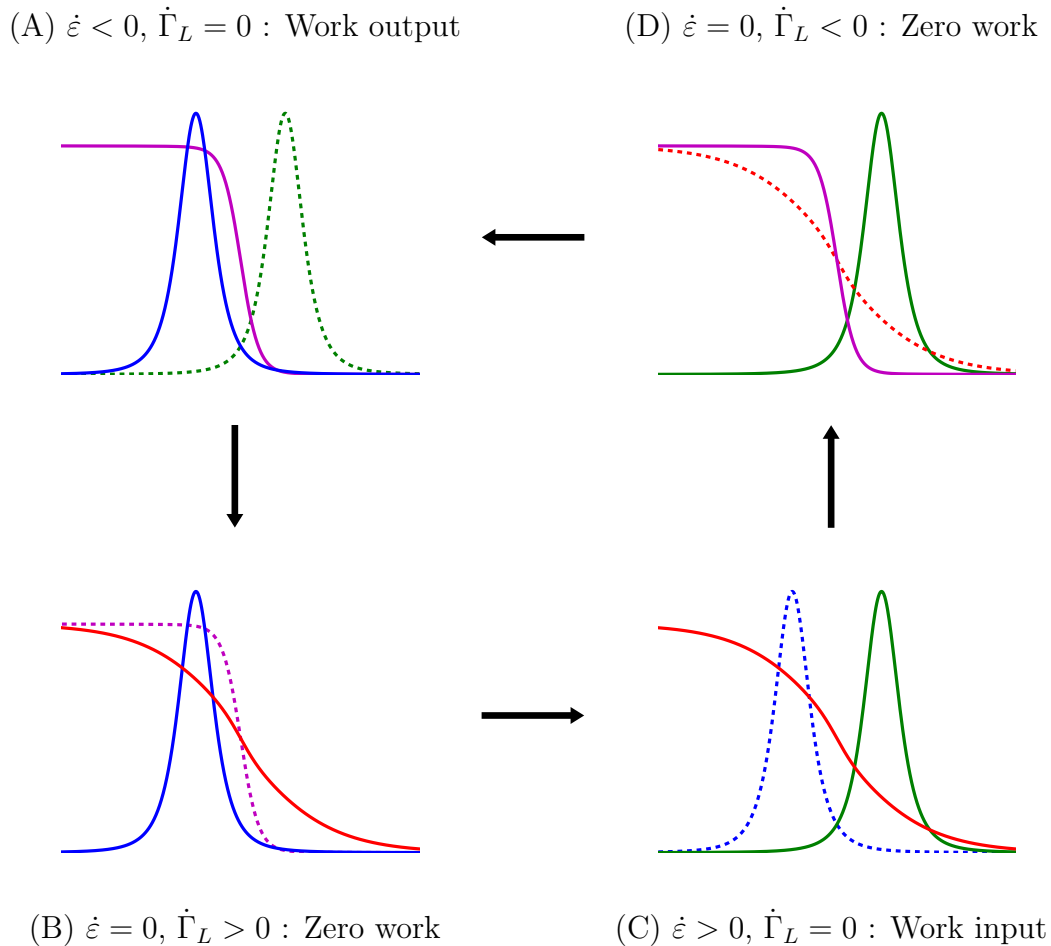 (A) ε̇ < 0, Γ̇_L = 0 : Work output
(D) ε̇ = 0, Γ̇_L < 0 : Zero work
(B) ε̇ = 0, Γ̇_L > 0 : Zero work
(C) ε̇ > 0, Γ̇_L = 0 : Work input